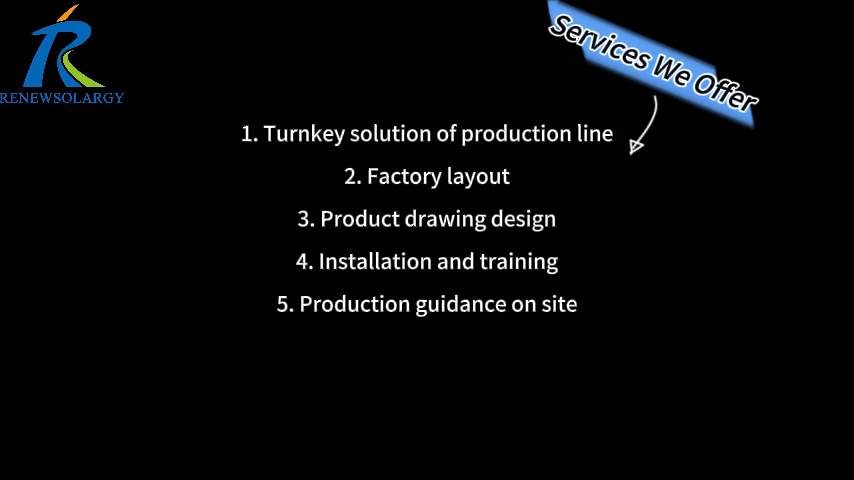 RENEWSOLARGY
Services We Offer
1. Turnkey solution of production line
2. Factory layout
3. Product drawing design
4. Installation and training
5. Production guidance on site